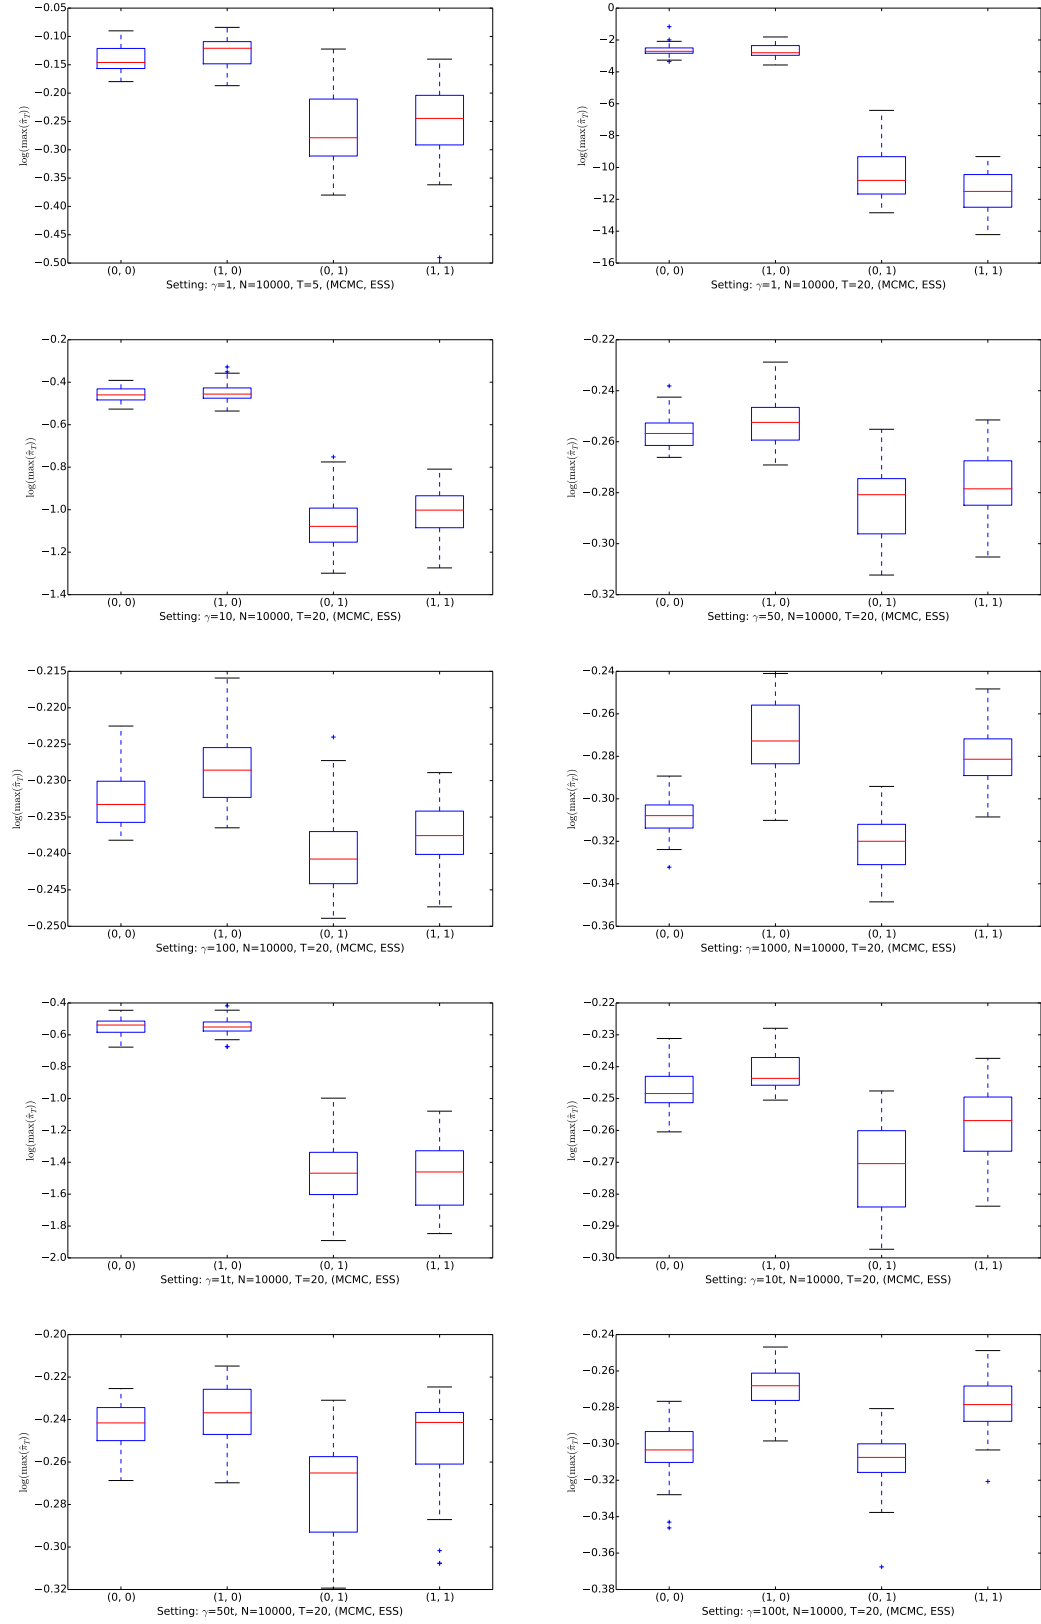 −0.05
−0.10
−0.15
−0.20
−0.25
−0.30
−0.35
−0.40
−0.45
−0.50
log(max(π̂_T))
(0, 0) (1, 0) (0, 1) (1, 1)
Setting: γ=1, N=10000, T=5, (MCMC, ESS)
0
−2
−4
−6
−8
−10
−12
−14
−16
log(max(π̂_T))
(0, 0) (1, 0) (0, 1) (1, 1)
Setting: γ=1, N=10000, T=20, (MCMC, ESS)
−0.2
−0.4
−0.6
−0.8
−1.0
−1.2
−1.4
log(max(π̂_T))
(0, 0) (1, 0) (0, 1) (1, 1)
Setting: γ=10, N=10000, T=20, (MCMC, ESS)
−0.22
−0.24
−0.26
−0.28
−0.30
−0.32
log(max(π̂_T))
(0, 0) (1, 0) (0, 1) (1, 1)
Setting: γ=50, N=10000, T=20, (MCMC, ESS)
−0.215
−0.220
−0.225
−0.230
−0.235
−0.240
−0.245
−0.250
log(max(π̂_T))
(0, 0) (1, 0) (0, 1) (1, 1)
Setting: γ=100, N=10000, T=20, (MCMC, ESS)
−0.24
−0.26
−0.28
−0.30
−0.32
−0.34
−0.36
log(max(π̂_T))
(0, 0) (1, 0) (0, 1) (1, 1)
Setting: γ=1000, N=10000, T=20, (MCMC, ESS)
−0.4
−0.6
−0.8
−1.0
−1.2
−1.4
−1.6
−1.8
−2.0
log(max(π̂_T))
(0, 0) (1, 0) (0, 1) (1, 1)
Setting: γ=1t, N=10000, T=20, (MCMC, ESS)
−0.22
−0.23
−0.24
−0.25
−0.26
−0.27
−0.28
−0.29
−0.30
log(max(π̂_T))
(0, 0) (1, 0) (0, 1) (1, 1)
Setting: γ=10t, N=10000, T=20, (MCMC, ESS)
−0.20
−0.22
−0.24
−0.26
−0.28
−0.30
−0.32
log(max(π̂_T))
(0, 0) (1, 0) (0, 1) (1, 1)
Setting: γ=50t, N=10000, T=20, (MCMC, ESS)
−0.24
−0.26
−0.28
−0.30
−0.32
−0.34
−0.36
−0.38
log(max(π̂_T))
(0, 0) (1, 0) (0, 1) (1, 1)
Setting: γ=100t, N=10000, T=20, (MCMC, ESS)